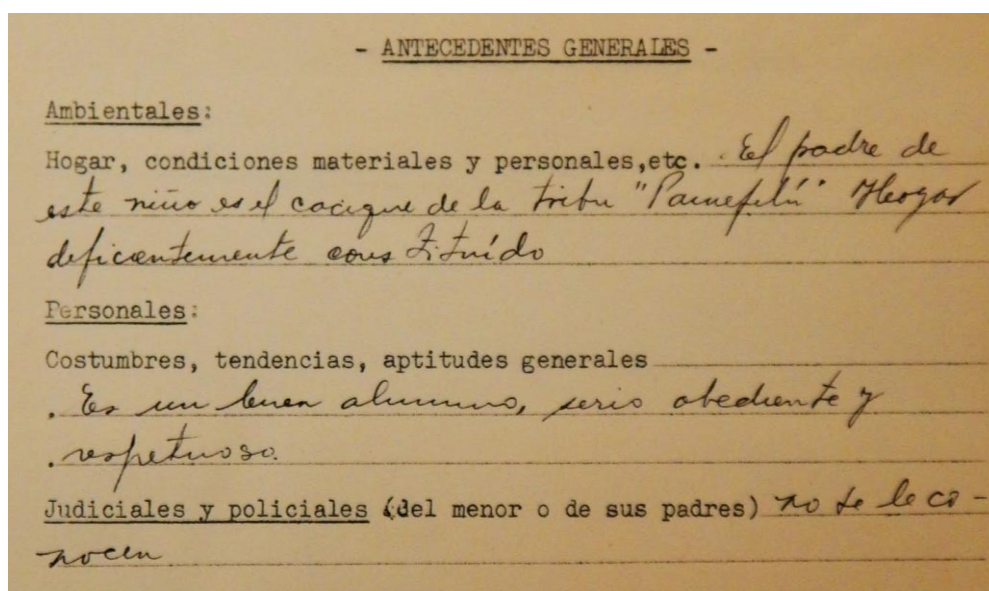 - ANTECEDENTES GENERALES -
Ambientales:
Hogar, condiciones materiales y personales,etc. El padre de
este niño es el cacique de la tribu "Painefilú" Hogar
deficientemente constituído
Personales:
Costumbres, tendencias, aptitudes generales
. Es un buen alumno, serio obediente y
. respetuoso.
Judiciales y policiales (del menor o de sus padres) no se le co-
nocen